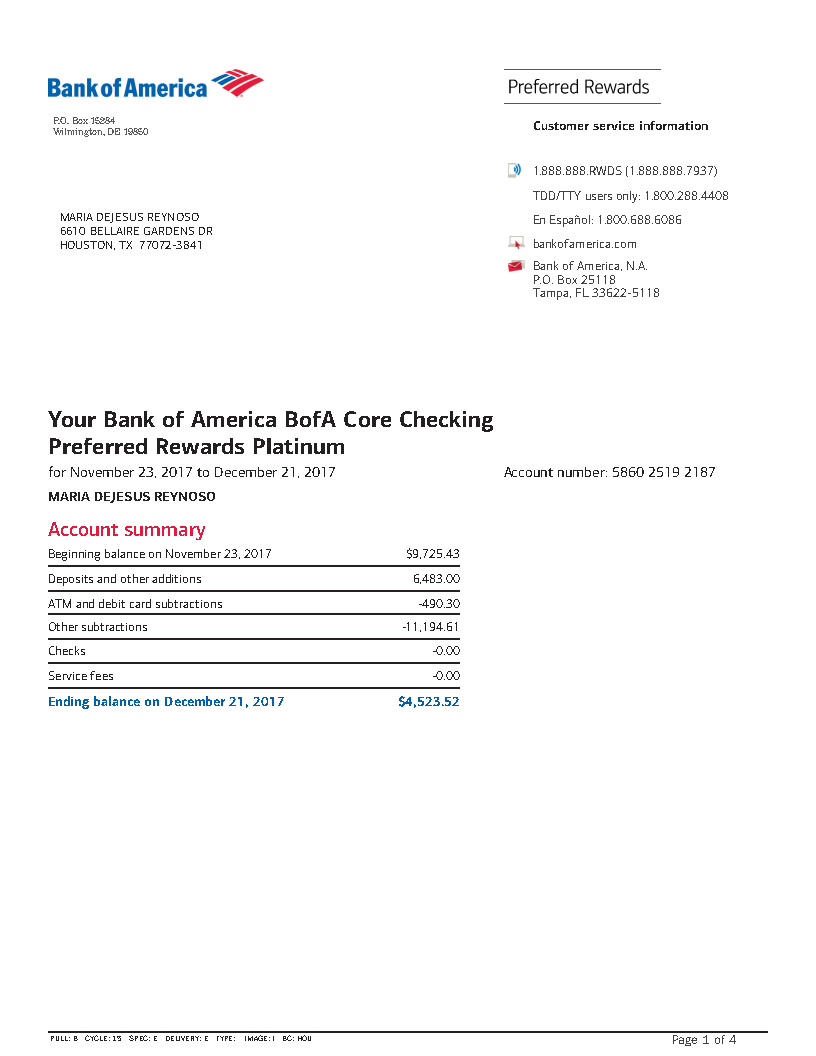 Bank of America
Preferred Rewards
P.O. Box 15284
Wilmington, DE 19850
Customer service information
1.888.888.RWDS (1.888.888.7937)
TDD/TTY users only: 1.800.288.4408
En Español: 1.800.688.6086
bankofamerica.com
Bank of America, N.A.
P.O. Box 25118
Tampa, FL 33622-5118
MARIA DEJESUS REYNOSO
6610 BELLAIRE GARDENS DR
HOUSTON, TX 77072-3841
Your Bank of America BofA Core Checking
Preferred Rewards Platinum
for November 23, 2017 to December 21, 2017
Account number: 5860 2519 2187
MARIA DEJESUS REYNOSO
Account summary
Beginning balance on November 23, 2017 $9,725.43
Deposits and other additions 6,483.00
ATM and debit card subtractions -490.30
Other subtractions -11,194.61
Checks -0.00
Service fees -0.00
Ending balance on December 21, 2017 $4,523.52
PULL: B CYCLE: 15 SPEC: E DELIVERY: E TYPE: IMAGE: I BC: HOU
Page 1 of 4